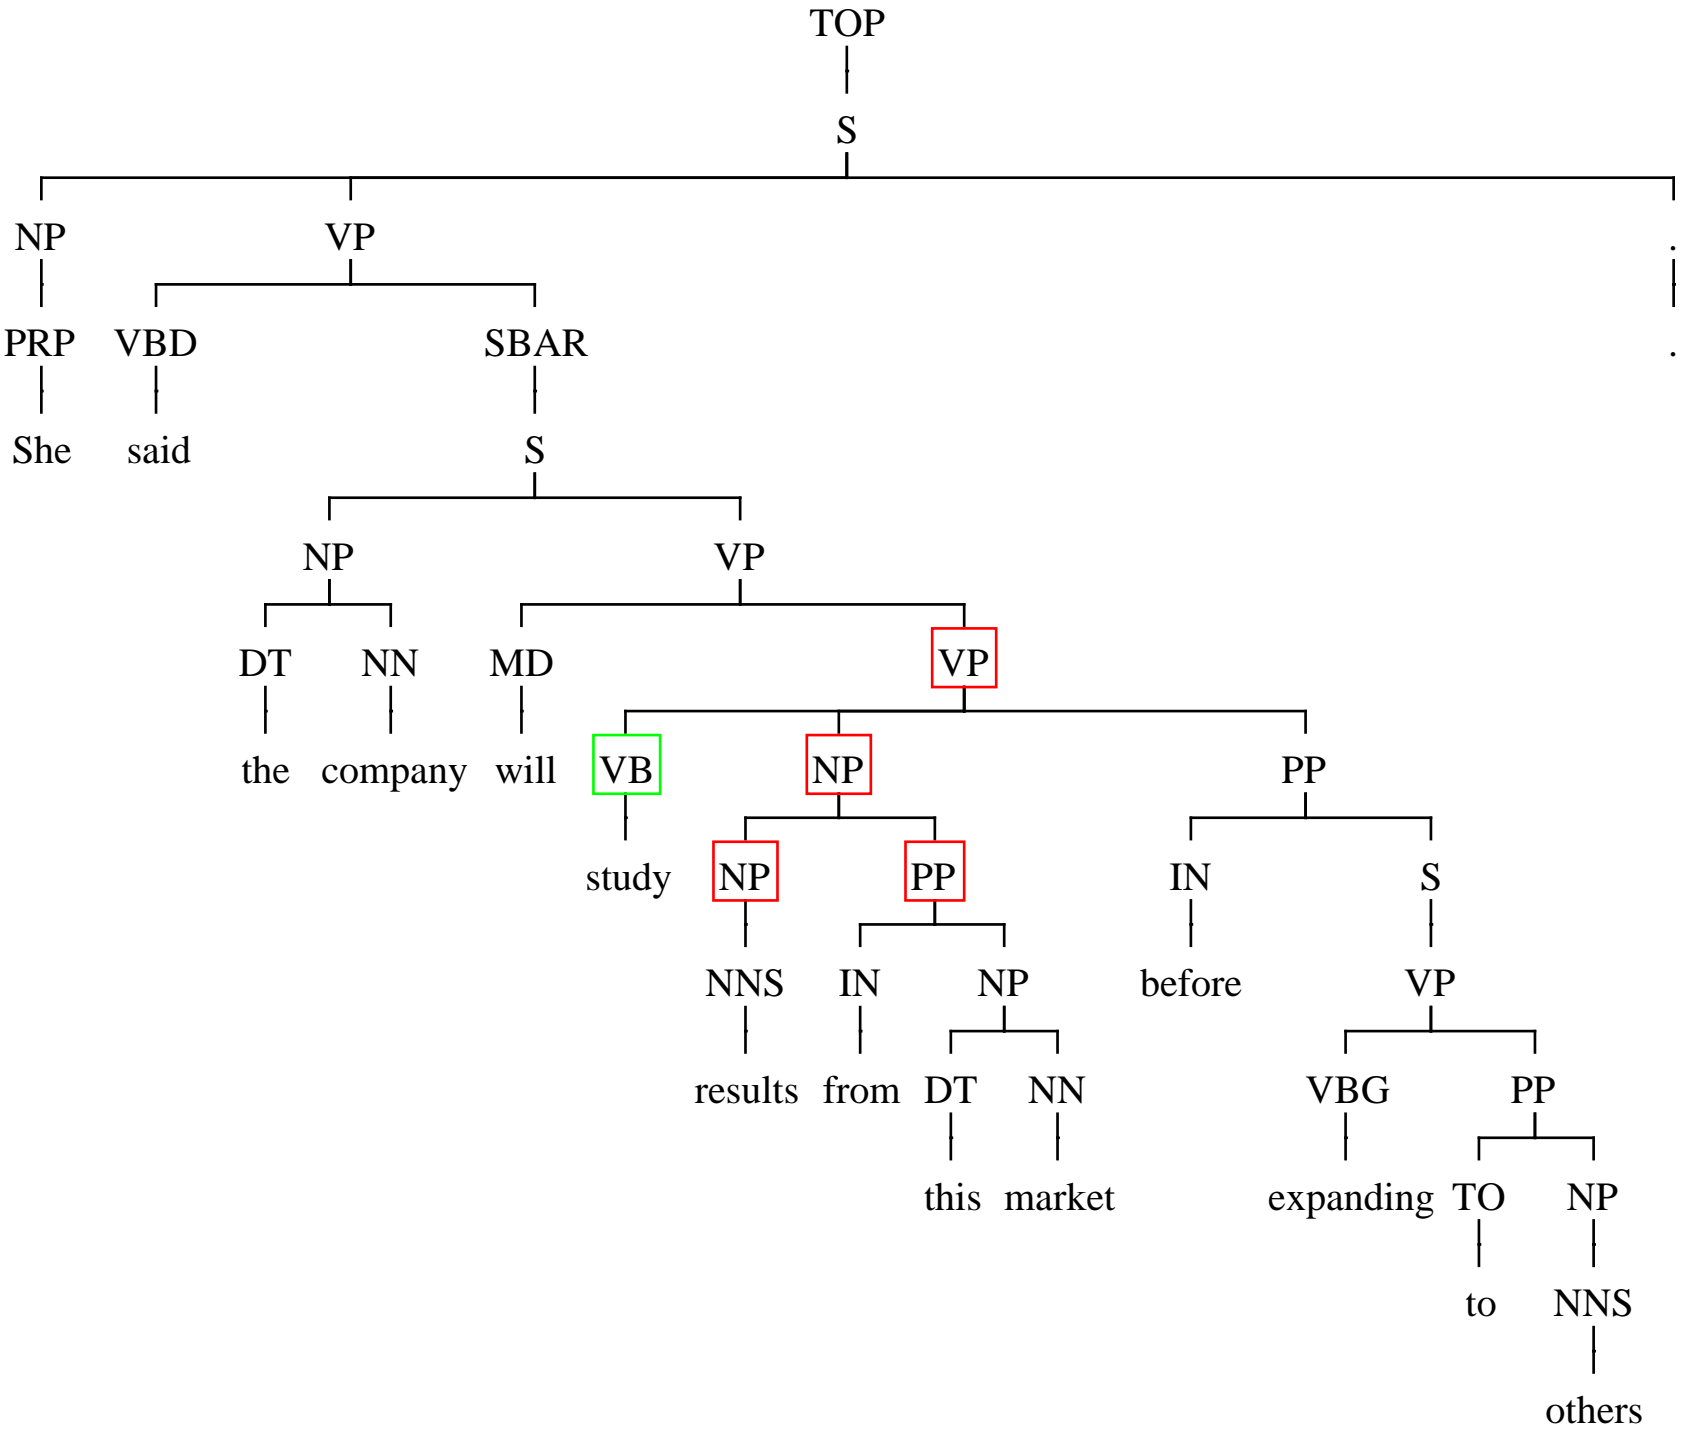 TOP
S
NP VP .
PRP VBD SBAR .
She said S
NP VP
DT NN MD VP
the company will VB NP PP
study NP PP IN S
NNS IN NP before VP
results from DT NN VBG PP
this market expanding TO NP
to NNS
others